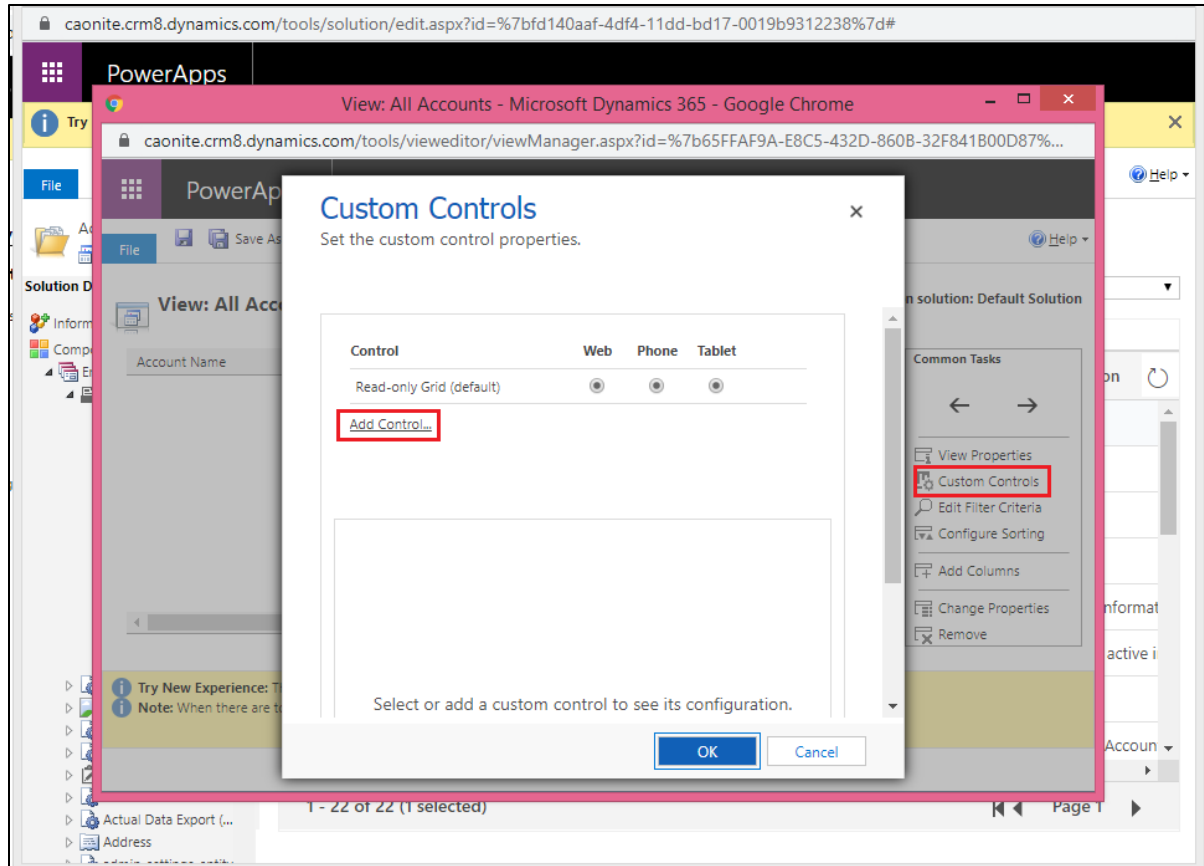 caonite.crm8.dynamics.com/tools/solution/edit.aspx?id=%7bfd140aaf-4df4-11dd-bd17-0019b9312238%7d#
PowerApps
View: All Accounts - Microsoft Dynamics 365 - Google Chrome
Try
caonite.crm8.dynamics.com/tools/vieweditor/viewManager.aspx?id=%7b65FFAF9A-E8C5-432D-860B-32F841B00D87%...
File
Help
PowerAp
Custom Controls
Set the custom control properties.
File
Save As
Help
Solution D
View: All Acco
n solution: Default Solution
Inform
Compo
Control Web Phone Tablet
Account Name
Common Tasks
on
Read-only Grid (default)
Add Control...
View Properties
Custom Controls
Edit Filter Criteria
Configure Sorting
Add Columns
Change Properties
nformat
Remove
active i
Try New Experience: T
Note: When there are to
Select or add a custom control to see its configuration.
Accoun
OK
Cancel
1 - 22 of 22 (1 selected)
Page 1
Actual Data Export (...
Address